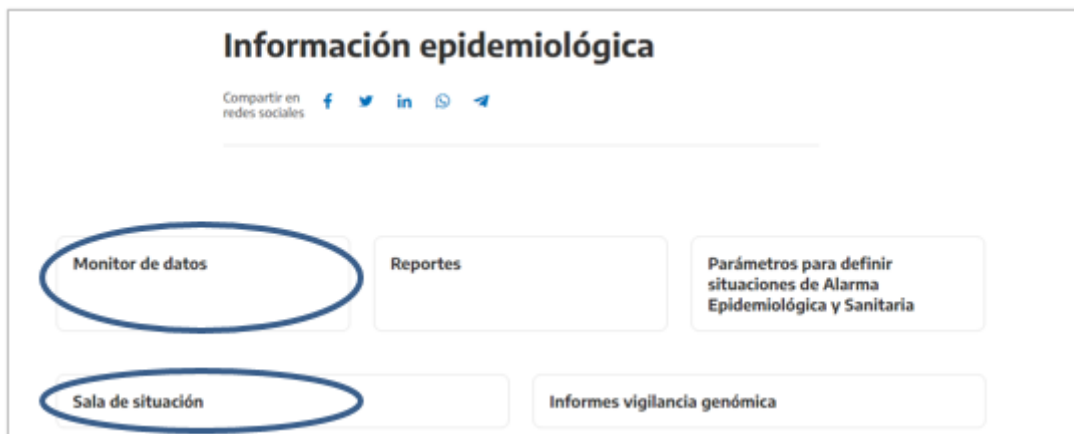 Información epidemiológica
Compartir en
redes sociales
Monitor de datos
Reportes
Parámetros para definir
situaciones de Alarma
Epidemiológica y Sanitaria
Sala de situación
Informes vigilancia genómica